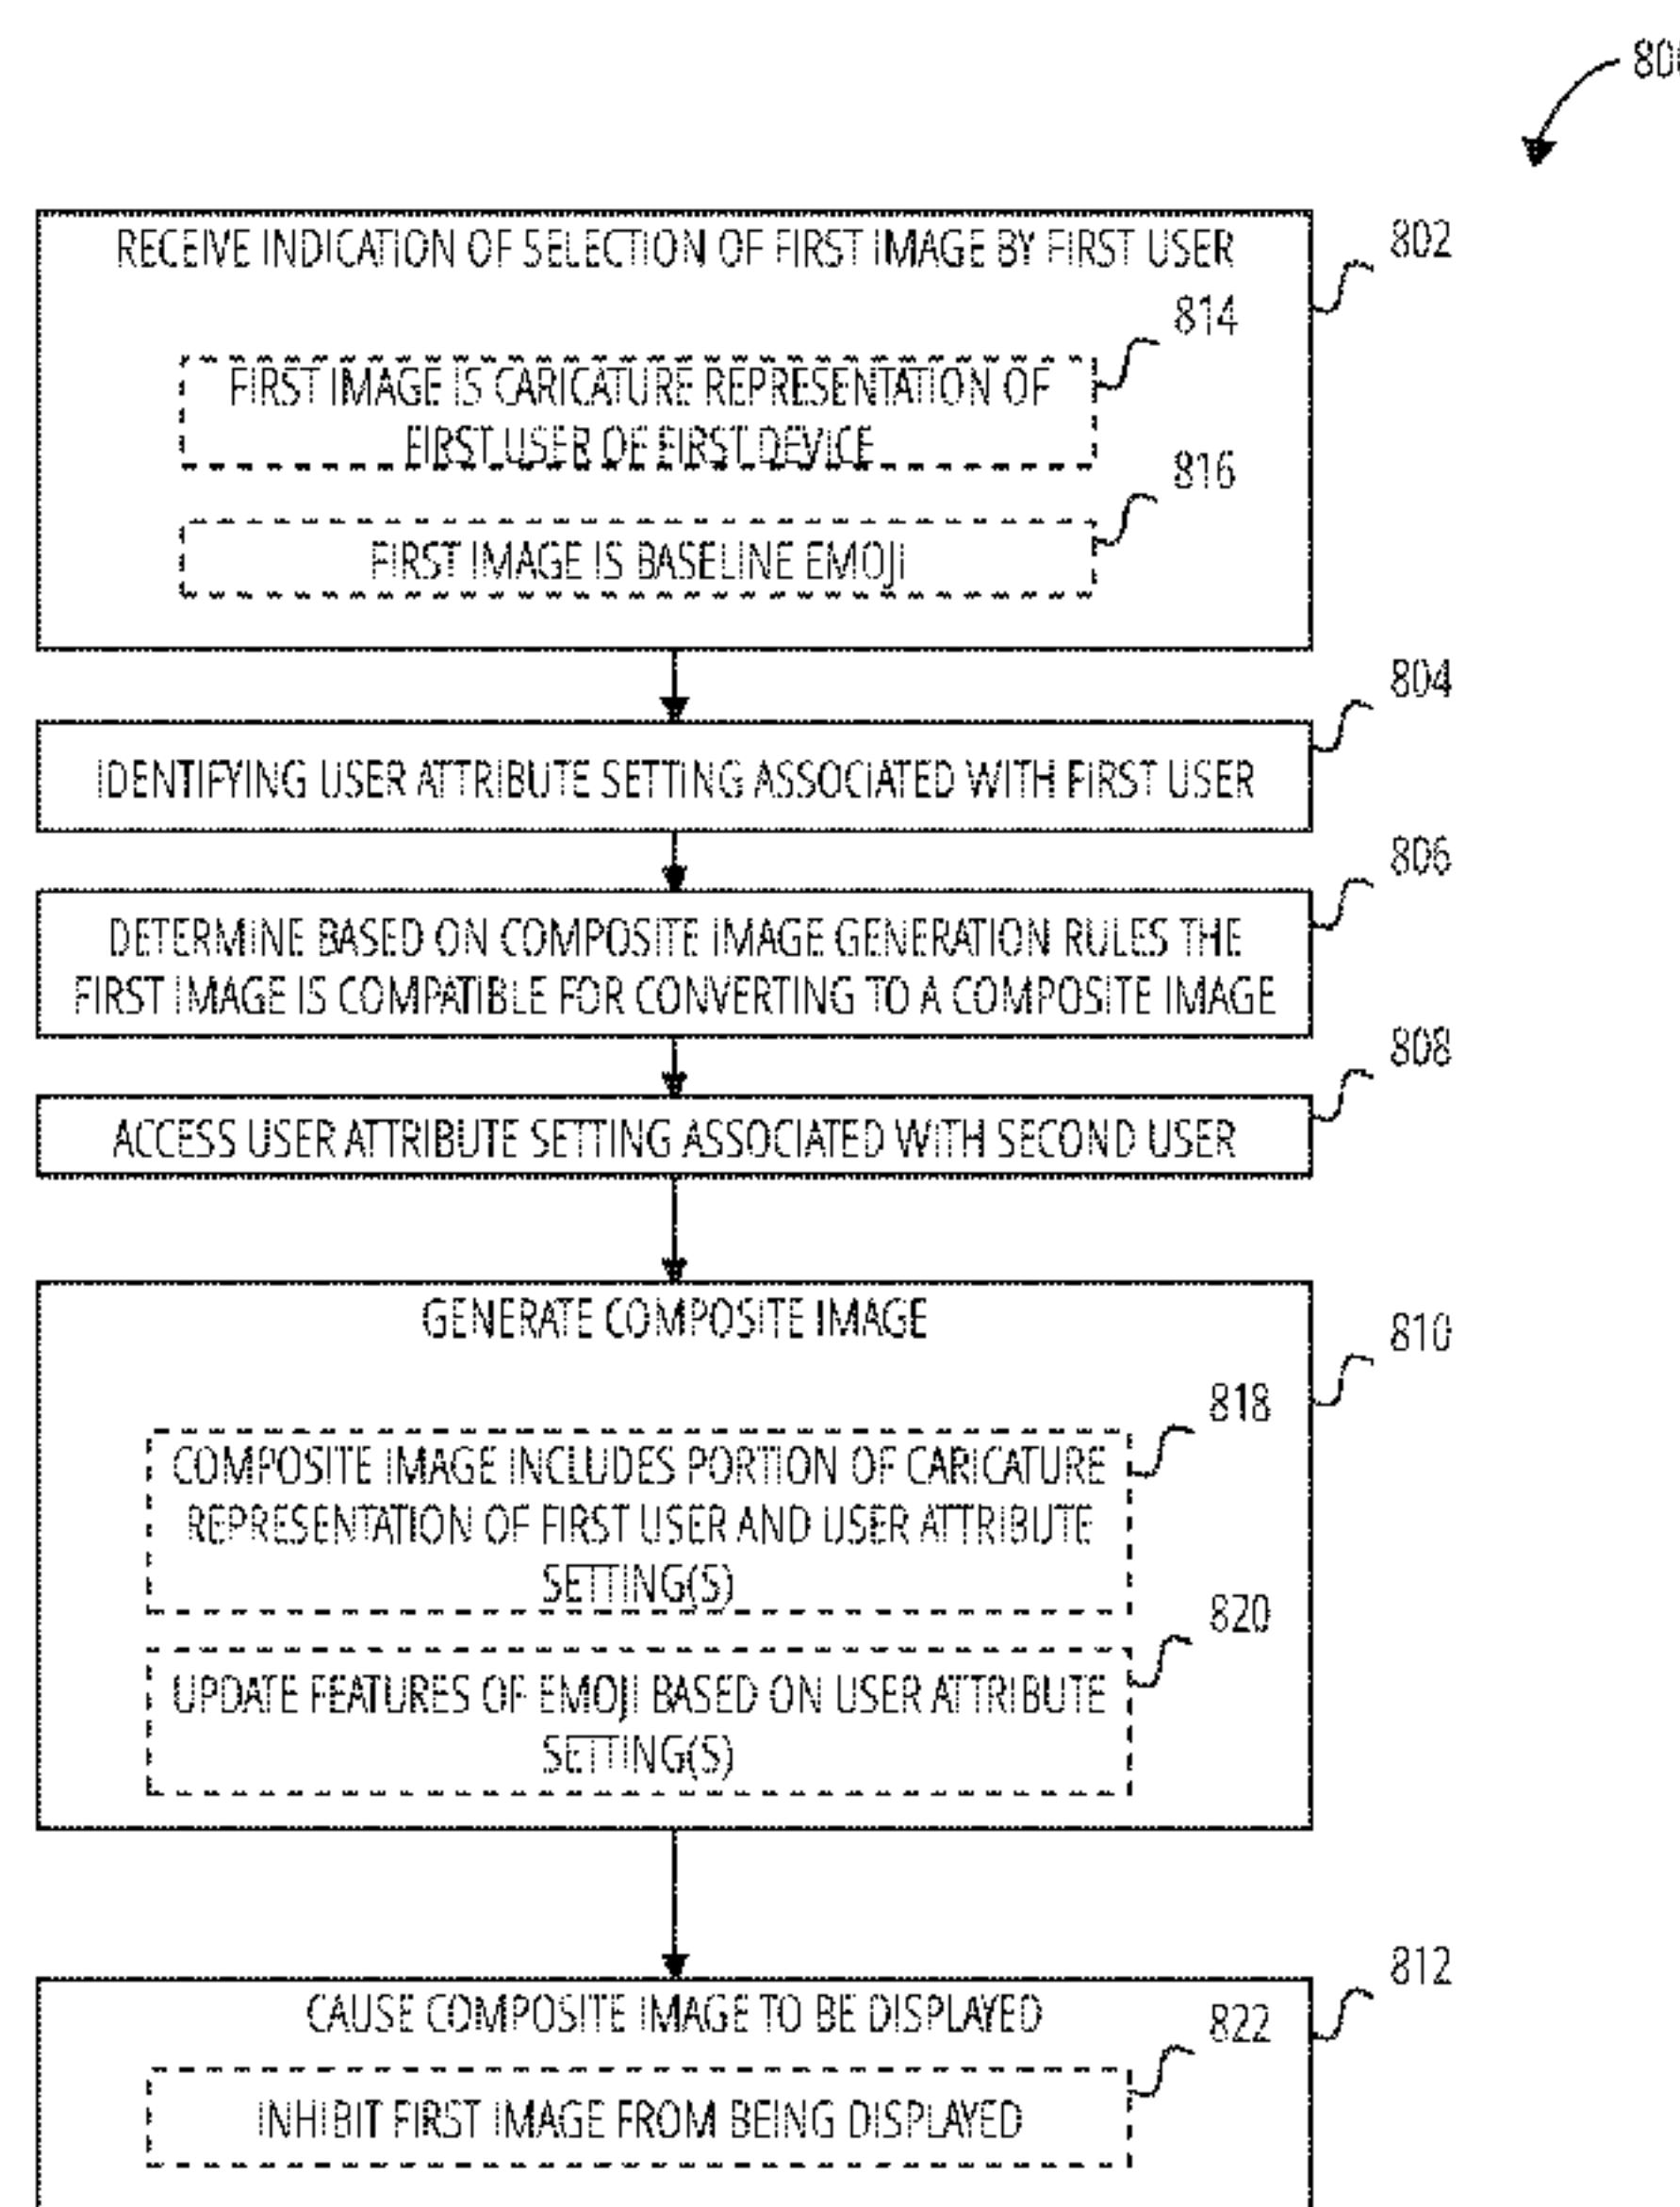 80
RECEIVE INDICATION OF SELECTION OF FIRST IMAGE BY FIRST USER
802
814
FIRST IMAGE IS CARICATURE REPRESENTATION OF
FIRST USER OF FIRST DEVICE
816
FIRST IMAGE IS BASELINE EMOJI
804
IDENTIFYING USER ATTRIBUTE SETTING ASSOCIATED WITH FIRST USER
806
DETERMINE BASED ON COMPOSITE IMAGE GENERATION RULES THE
FIRST IMAGE IS COMPATIBLE FOR CONVERTING TO A COMPOSITE IMAGE
808
ACCESS USER ATTRIBUTE SETTING ASSOCIATED WITH SECOND USER
GENERATE COMPOSITE IMAGE
810
818
COMPOSITE IMAGE INCLUDES PORTION OF CARICATURE
REPRESENTATION OF FIRST USER AND USER ATTRIBUTE
SETTING(S)
820
UPDATE FEATURES OF EMOJI BASED ON USER ATTRIBUTE
SETTING(S)
812
CAUSE COMPOSITE IMAGE TO BE DISPLAYED
822
INHIBIT FIRST IMAGE FROM BEING DISPLAYED